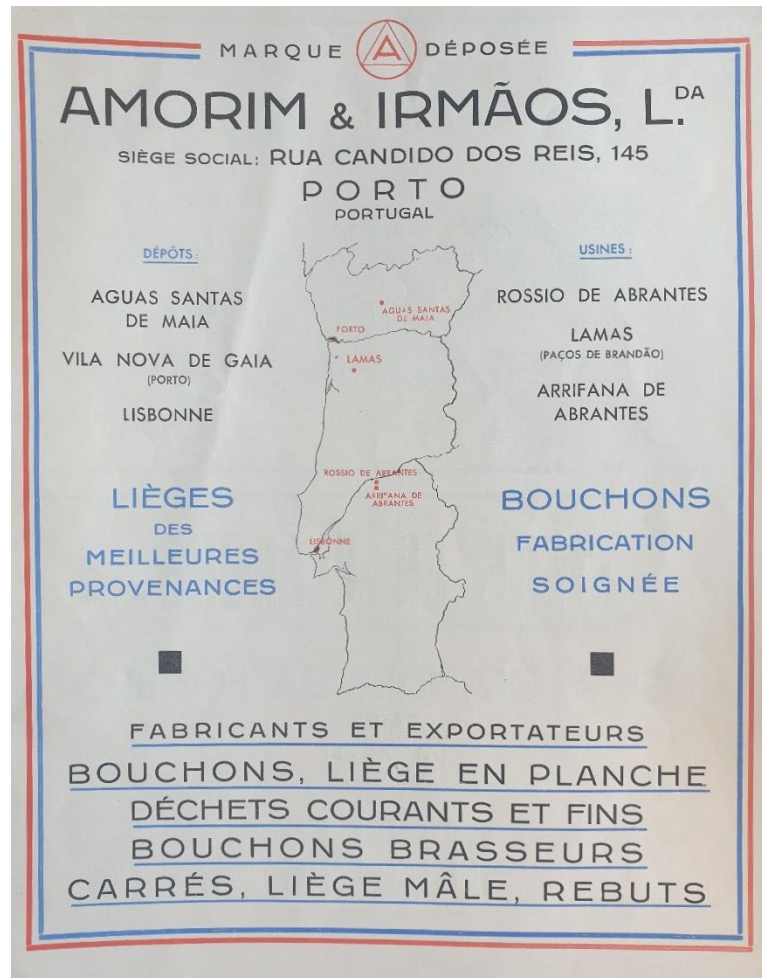 MARQUE A DÉPOSÉE
AMORIM & IRMÃOS, L.DA
SIÈGE SOCIAL: RUA CANDIDO DOS REIS, 145
PORTO
PORTUGAL
DÉPÔTS:
AGUAS SANTAS
DE MAIA
VILA NOVA DE GAIA
(PORTO)
LISBONNE
USINES:
ROSSIO DE ABRANTES
LAMAS
(PAÇOS DE BRANDÃO)
ARRIFANA DE
ABRANTES
AGUAS SANTAS
DE MAIA
PORTO
LAMAS
ROSSIO DE ABRANTES
ARRIFANA DE
ABRANTES
LISBONNE
LIÈGES
DES
MEILLEURES
PROVENANCES
BOUCHONS
FABRICATION
SOIGNÉE
FABRICANTS ET EXPORTATEURS
BOUCHONS, LIÈGE EN PLANCHE
DÉCHETS COURANTS ET FINS
BOUCHONS BRASSEURS
CARRÉS, LIÈGE MÂLE, REBUTS